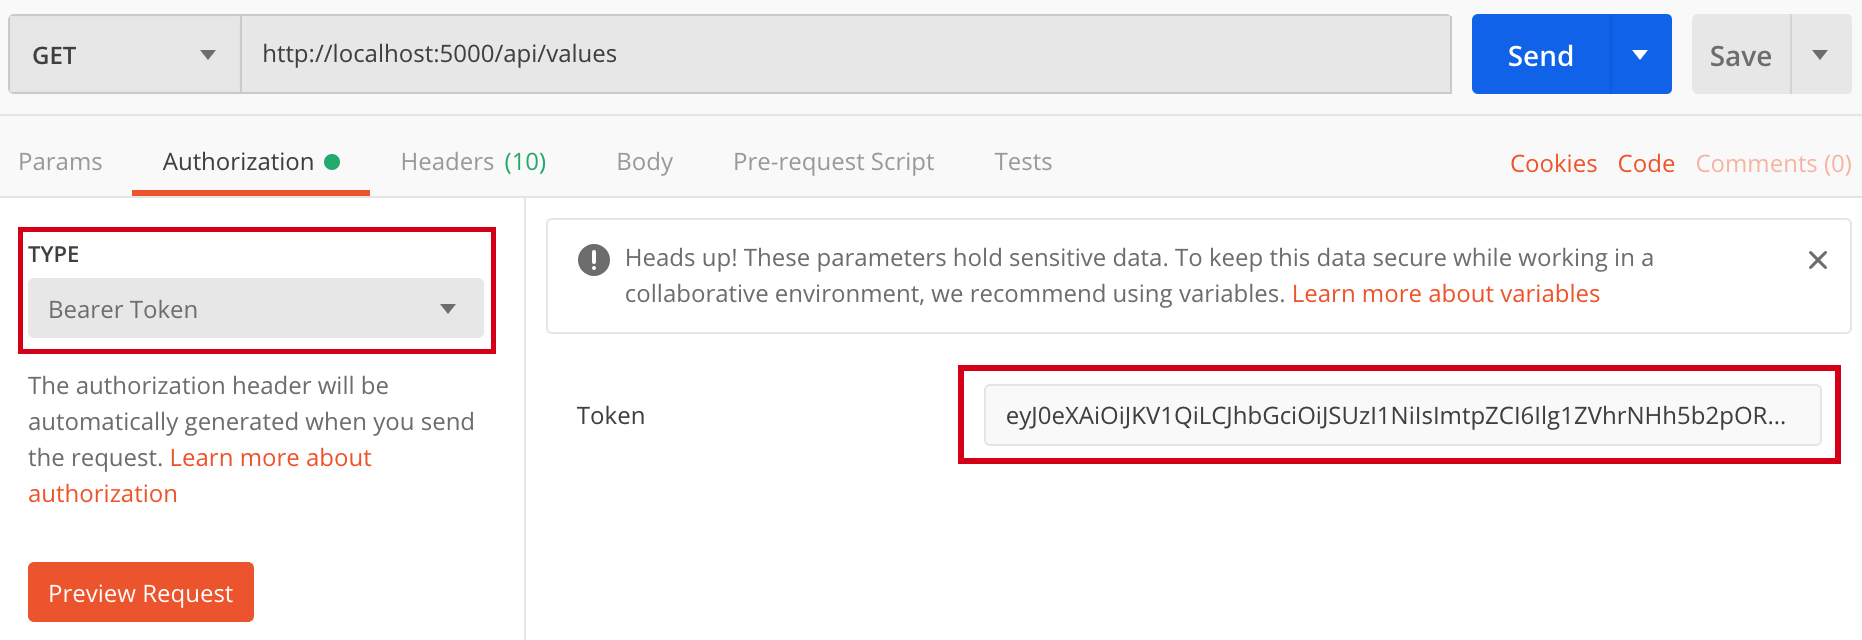 GET http://localhost:5000/api/values Send Save
Params Authorization Headers (10) Body Pre-request Script Tests Cookies Code Comments (0)
TYPE
Bearer Token
The authorization header will be
automatically generated when you send
the request. Learn more about
authorization
Preview Request
Heads up! These parameters hold sensitive data. To keep this data secure while working in a
collaborative environment, we recommend using variables. Learn more about variables
Token eyJ0eXAiOiJKV1QiLCJhbGciOiJSUzI1NiIsImtpZCI6Ilg1ZVhrNHh5b2pOR...